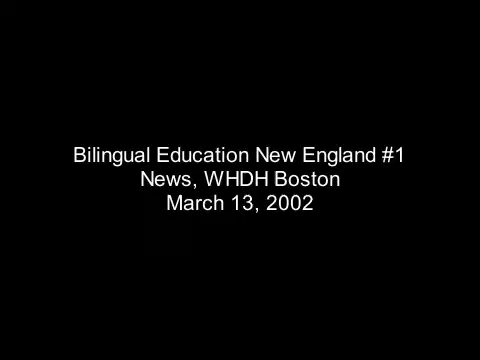 Bilingual Education New England #1
News, WHDH Boston
March 13, 2002